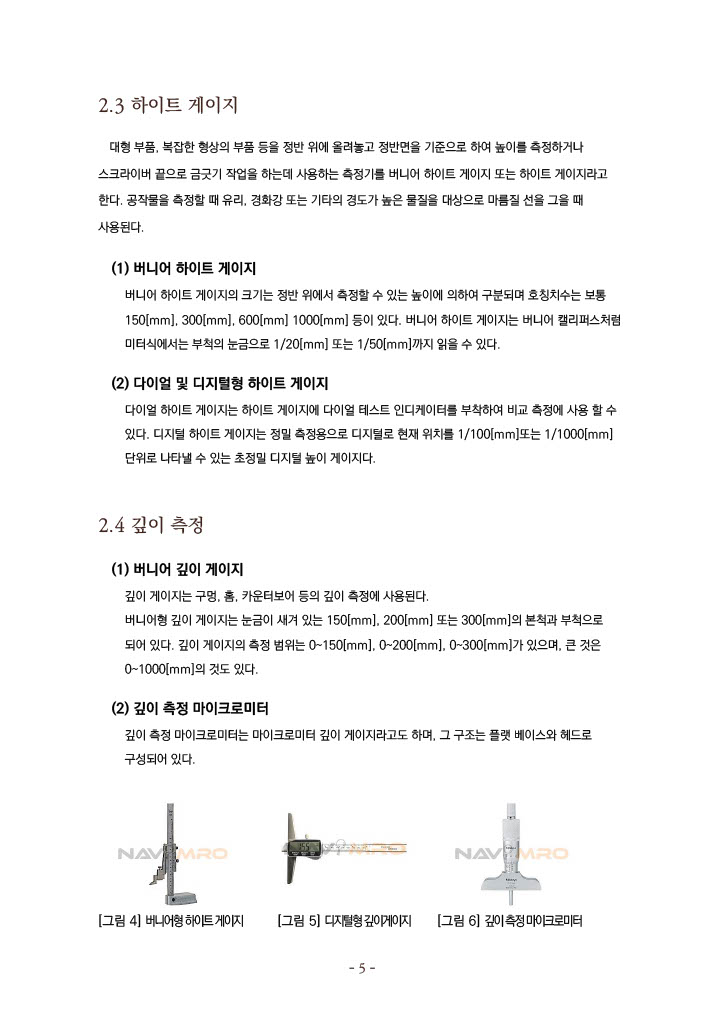 2.3 하이트 게이지
대형 부품, 복잡한 형상의 부품 등을 정반 위에 올려놓고 정반면을 기준으로 하여 높이를 측정하거나
스크라이버 끝으로 금긋기 작업을 하는데 사용하는 측정기를 버니어 하이트 게이지 또는 하이트 게이지라고
한다. 공작물을 측정할 때 유리, 경화강 또는 기타의 경도가 높은 물질을 대상으로 마름질 선을 그을 때
사용된다.
(1) 버니어 하이트 게이지
버니어 하이트 게이지의 크기는 정반 위에서 측정할 수 있는 높이에 의하여 구분되며 호칭치수는 보통
150[mm], 300[mm], 600[mm] 1000[mm] 등이 있다. 버니어 하이트 게이지는 버니어 캘리퍼스처럼
미터식에서는 부척의 눈금으로 1/20[mm] 또는 1/50[mm]까지 읽을 수 있다.
(2) 다이얼 및 디지털형 하이트 게이지
다이얼 하이트 게이지는 하이트 게이지에 다이얼 테스트 인디케이터를 부착하여 비교 측정에 사용 할 수
있다. 디지털 하이트 게이지는 정밀 측정용으로 디지털로 현재 위치를 1/100[mm]또는 1/1000[mm]
단위로 나타낼 수 있는 초정밀 디지털 높이 게이지다.
2.4 깊이 측정
(1) 버니어 깊이 게이지
깊이 게이지는 구멍, 홈, 카운터보어 등의 깊이 측정에 사용된다.
버니어형 깊이 게이지는 눈금이 새겨 있는 150[mm], 200[mm] 또는 300[mm]의 본척과 부척으로
되어 있다. 깊이 게이지의 측정 범위는 0~150[mm], 0~200[mm], 0~300[mm]가 있으며, 큰 것은
0~1000[mm]의 것도 있다.
(2) 깊이 측정 마이크로미터
깊이 측정 마이크로미터는 마이크로미터 깊이 게이지라고도 하며, 그 구조는 플랫 베이스와 헤드로
구성되어 있다.
NAVIMRO NAVIMRO NAVIMRO
[그림 4] 버니어형 하이트 게이지 [그림 5] 디지털형 깊이게이지 [그림 6] 깊이 측정 마이크로미터
- 5 -